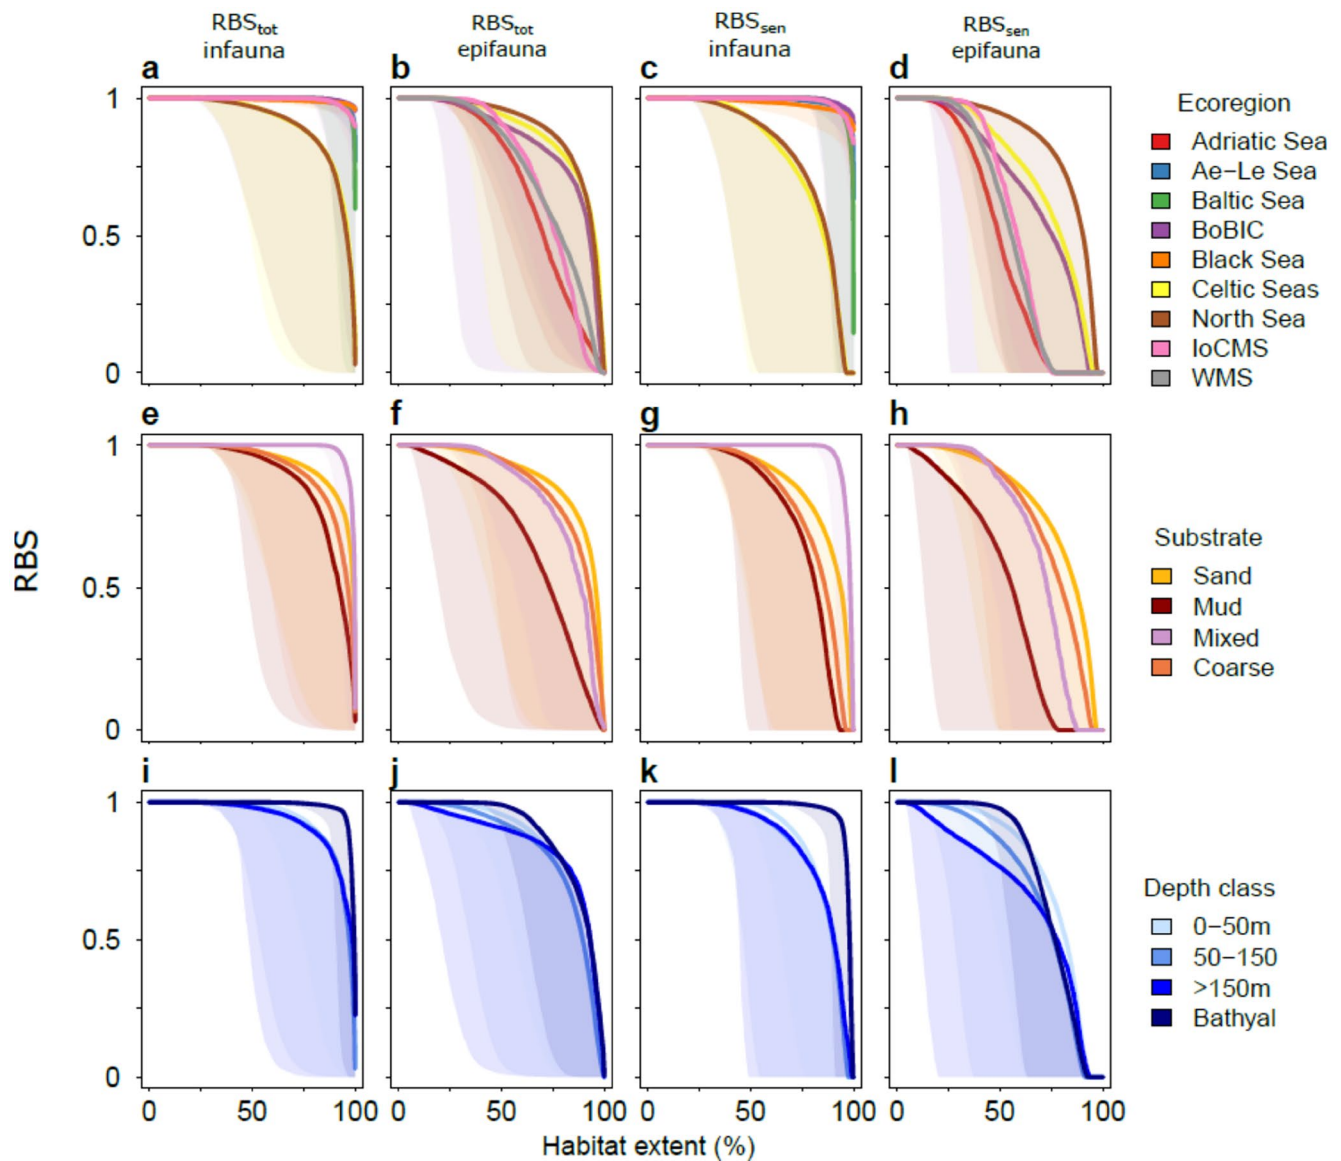 RBStot
infauna
RBStot
epifauna
RBSsen
infauna
RBSsen
epifauna
a
b
c
d
1
0.5
0
Ecoregion
Adriatic Sea
Ae−Le Sea
Baltic Sea
BoBIC
Black Sea
Celtic Seas
North Sea
IoCMS
WMS
e
f
g
h
1
0.5
0
RBS
Substrate
Sand
Mud
Mixed
Coarse
i
j
k
l
1
0.5
0
Depth class
0−50m
50−150
>150m
Bathyal
0 50 100 0 50 100 0 50 100 0 50 100
Habitat extent (%)